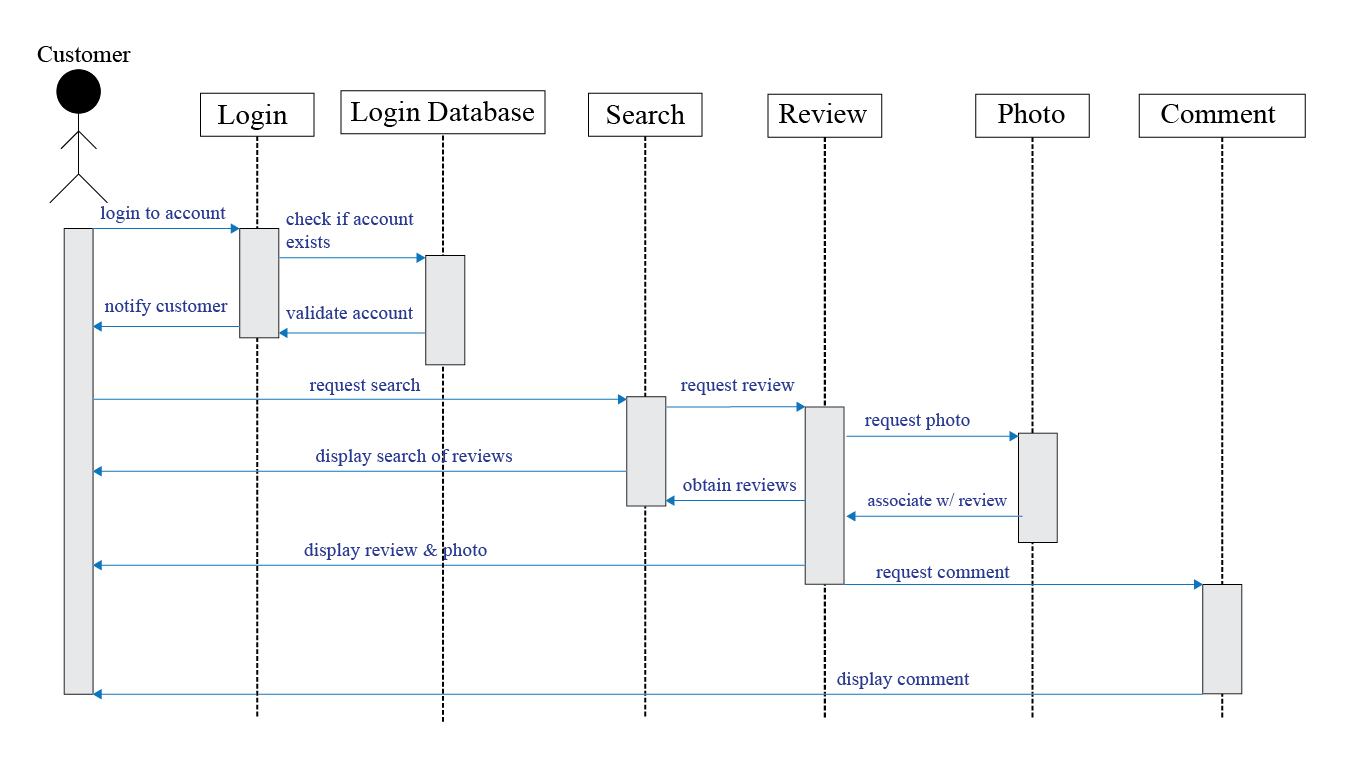 Customer
Login
Login Database
Search
Review
Photo
Comment
login to account
check if account
exists
notify customer
validate account
request search
request review
request photo
display search of reviews
obtain reviews
associate w/ review
display review & photo
request comment
display comment